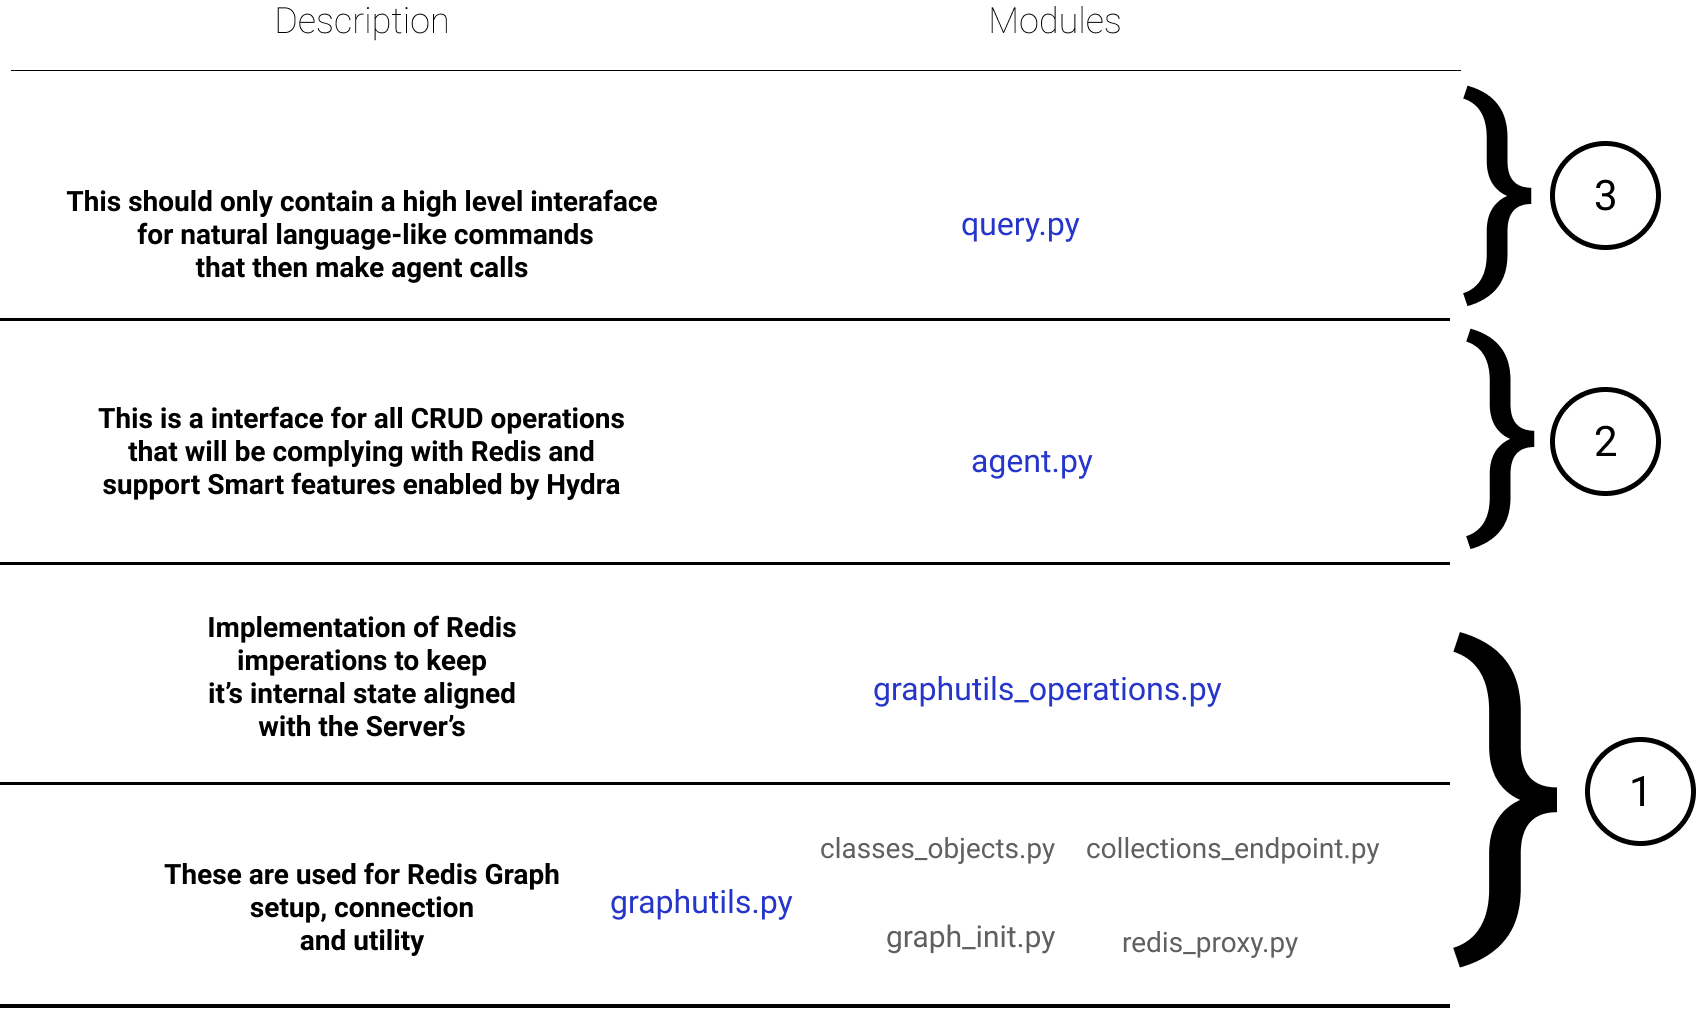 Description
Modules
This should only contain a high level interaface
for natural language-like commands
that then make agent calls
query.py
3
This is a interface for all CRUD operations
that will be complying with Redis and
support Smart features enabled by Hydra
agent.py
2
Implementation of Redis
imperations to keep
it's internal state aligned
with the Server's
graphutils_operations.py
These are used for Redis Graph
setup, connection
and utility
graphutils.py
classes_objects.py
collections_endpoint.py
graph_init.py
redis_proxy.py
1